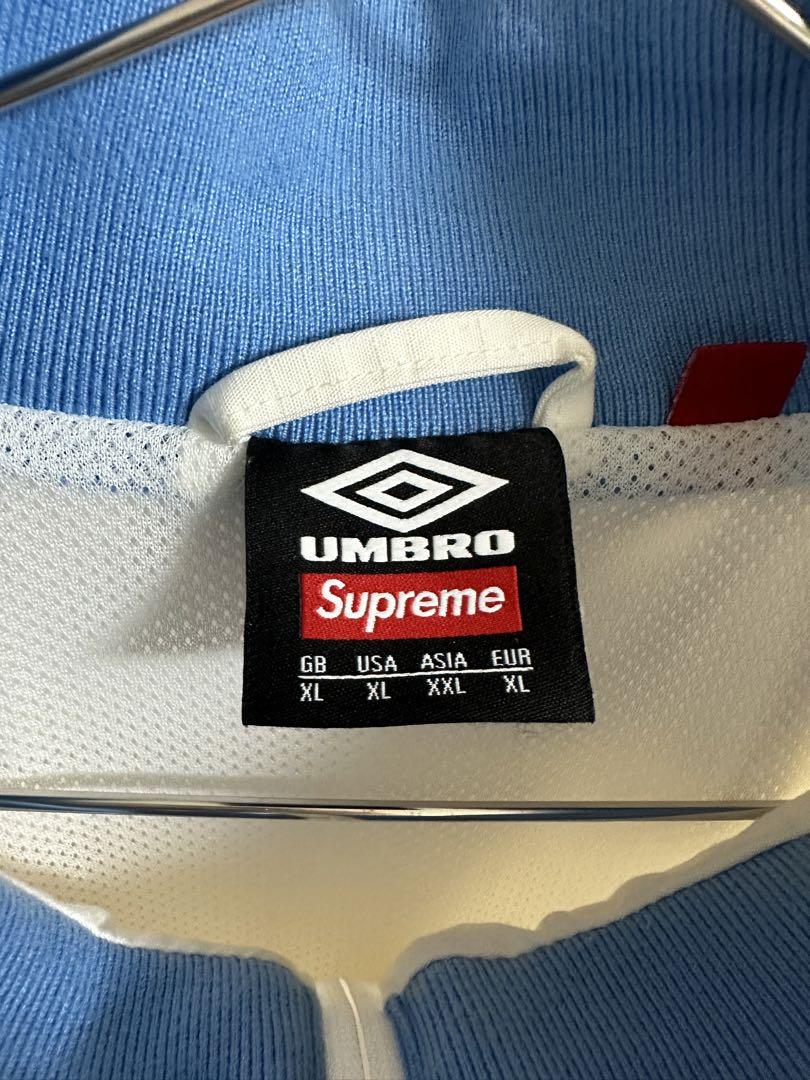 UMBRO
Supreme
GB USA ASIA EUR
XL XL XXL XL